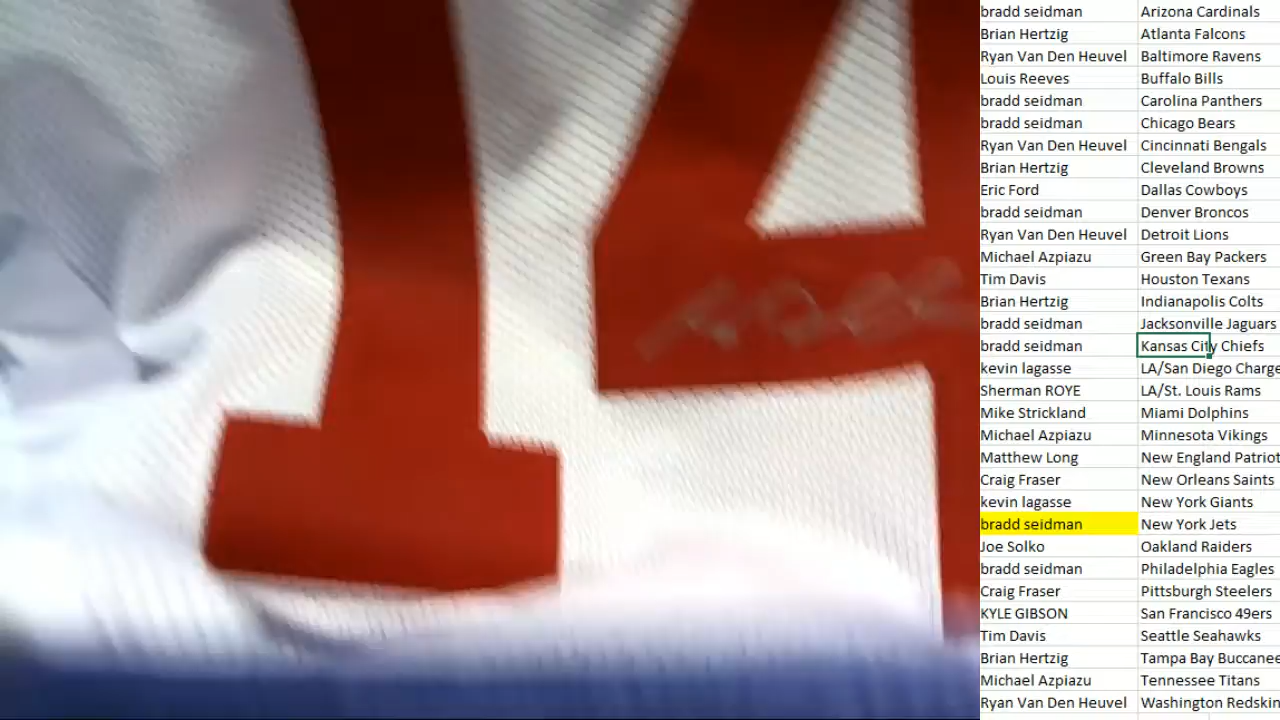 14
bradd seidman Arizona Cardinals
Brian Hertzig Atlanta Falcons
Ryan Van Den Heuvel Baltimore Ravens
Louis Reeves Buffalo Bills
bradd seidman Carolina Panthers
bradd seidman Chicago Bears
Ryan Van Den Heuvel Cincinnati Bengals
Brian Hertzig Cleveland Browns
Eric Ford Dallas Cowboys
bradd seidman Denver Broncos
Ryan Van Den Heuvel Detroit Lions
Michael Azpiazu Green Bay Packers
Tim Davis Houston Texans
Brian Hertzig Indianapolis Colts
bradd seidman Jacksonville Jaguars
bradd seidman Kansas City Chiefs
kevin lagasse LA/San Diego Charge
Sherman ROYE LA/St. Louis Rams
Mike Strickland Miami Dolphins
Michael Azpiazu Minnesota Vikings
Matthew Long New England Patriot
Craig Fraser New Orleans Saints
kevin lagasse New York Giants
bradd seidman New York Jets
Joe Solko Oakland Raiders
bradd seidman Philadelphia Eagles
Craig Fraser Pittsburgh Steelers
KYLE GIBSON San Francisco 49ers
Tim Davis Seattle Seahawks
Brian Hertzig Tampa Bay Buccanee
Michael Azpiazu Tennessee Titans
Ryan Van Den Heuvel Washington Redskin